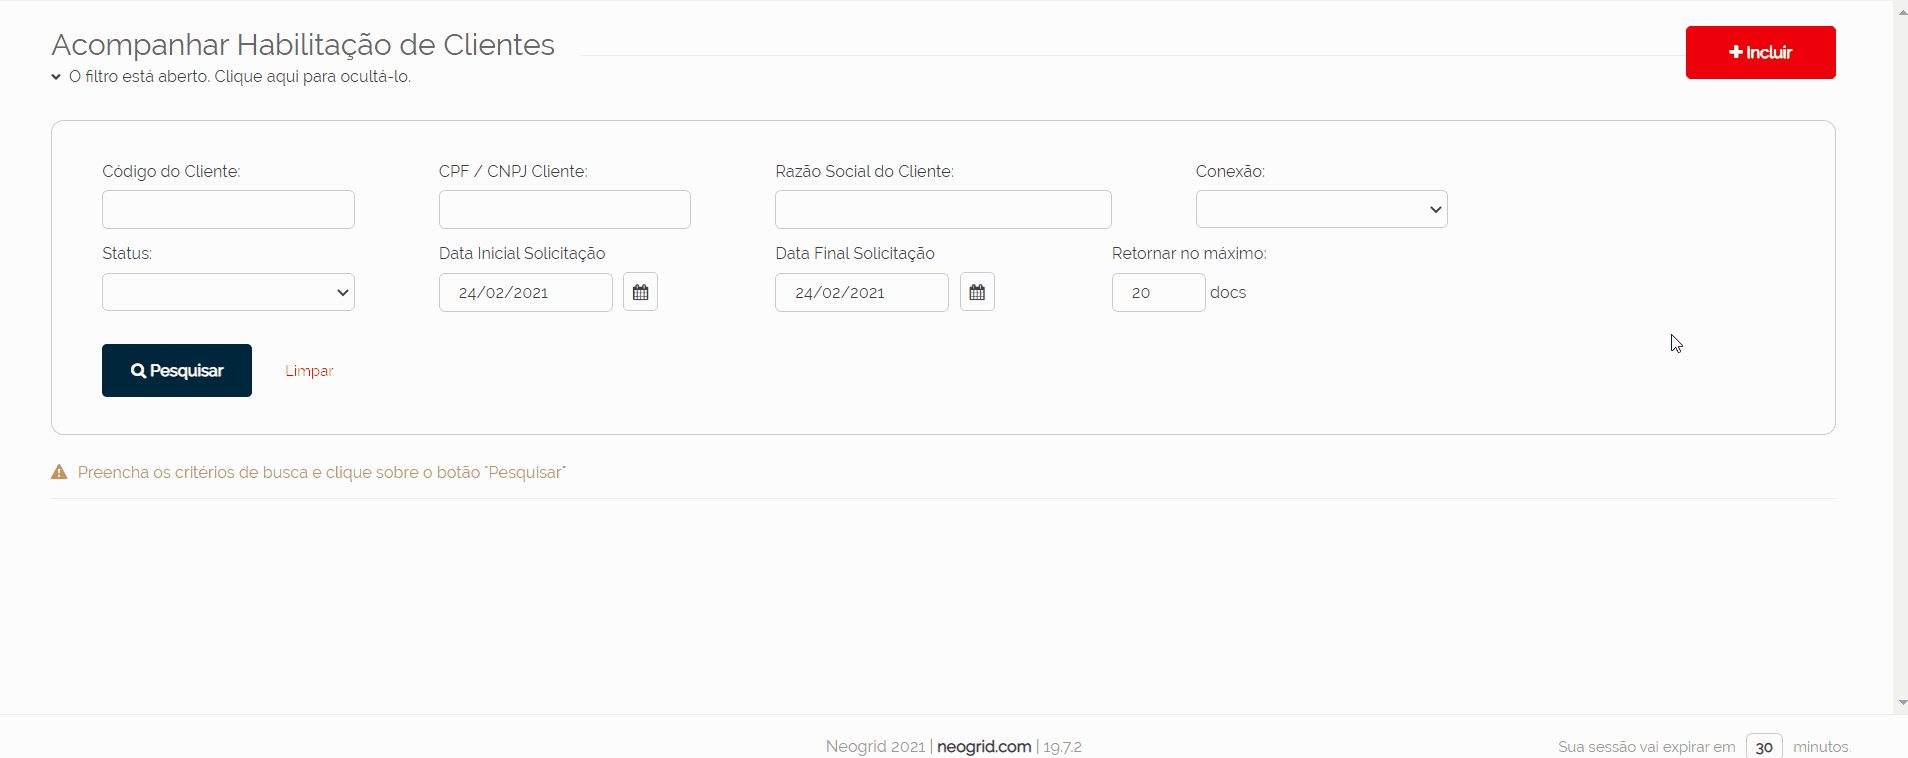 Acompanhar Habilitação de Clientes
Incluir
O filtro está aberto. Clique aqui para ocultá-lo.
Código do Cliente: CPF / CNPJ Cliente: Razão Social do Cliente: Conexão:
Status: Data Inicial Solicitação Data Final Solicitação Retornar no máximo:
24/02/2021 24/02/2021 20 docs
Pesquisar Limpar
Preencha os critérios de busca e clique sobre o botão "Pesquisar"
Neogrid 2021 | neogrid.com | 19.7.2 Sua sessão vai expirar em 30 minutos.